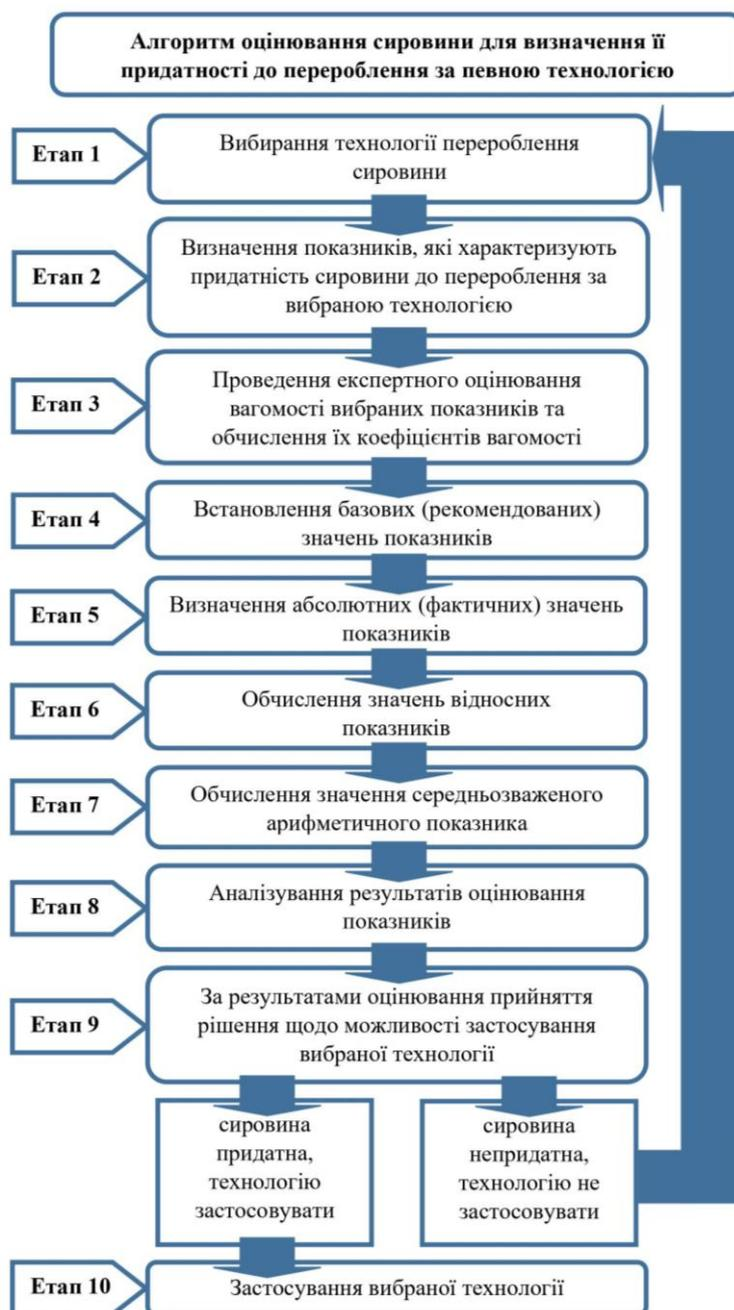 Алгоритм оцінювання сировини для визначення її
придатності до перероблення за певною технологією
Етап 1
Вибирання технології перероблення
сировини
Етап 2
Визначення показників, які характеризують
придатність сировини до перероблення за
вибраною технологією
Етап 3
Проведення експертного оцінювання
вагомості вибраних показників та
обчислення їх коефіцієнтів вагомості
Етап 4
Встановлення базових (рекомендованих)
значень показників
Етап 5
Визначення абсолютних (фактичних) значень
показників
Етап 6
Обчислення значень відносних
показників
Етап 7
Обчислення значення середньозваженого
арифметичного показника
Етап 8
Аналізування результатів оцінювання
показників
Етап 9
За результатами оцінювання прийняття
рішення щодо можливості застосування
вибраної технології
сировина
придатна,
технологію
застосовувати
сировина
непридатна,
технологію не
застосовувати
Етап 10
Застосування вибраної технології